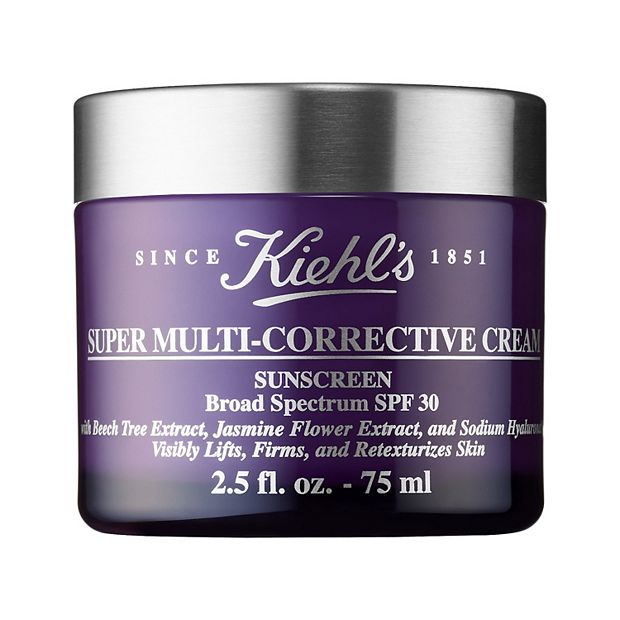 SINCE Kiehl's 1851
SUPER MULTI-CORRECTIVE CREAM
SUNSCREEN
Broad Spectrum SPF 30
with Beech Tree Extract, Jasmine Flower Extract, and Sodium
Visibly Lifts, Firms, and Retexturizes Skin
2.5 fl. oz. - 75 ml